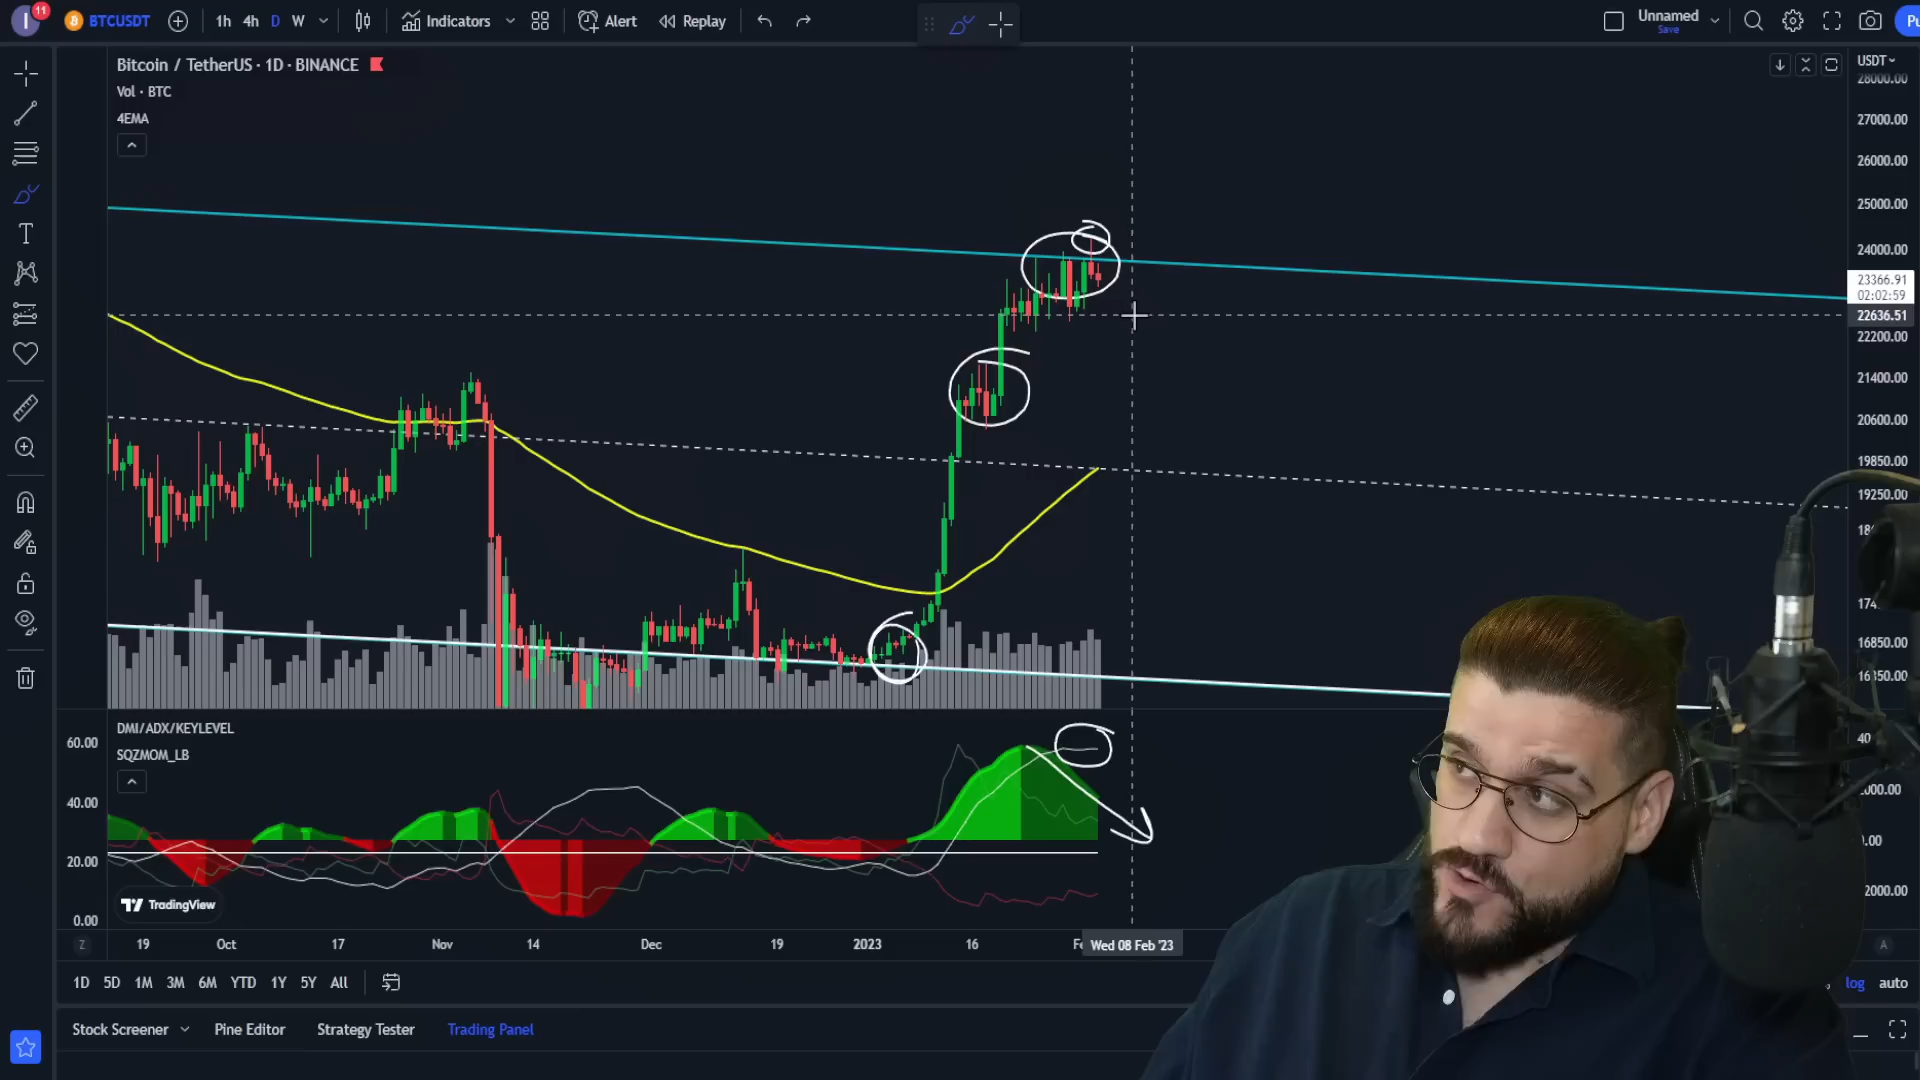 11
BTCUSDT
1h 4h D W
Indicators
Alert
Replay
Unnamed
Save
Bitcoin / TetherUS · 1D · BINANCE
Vol · BTC
4EMA
USDT
28000.00
27000.00
26000.00
25000.00
24000.00
23366.91
02:02:59
22636.51
22200.00
21400.00
20600.00
19850.00
19250.00
16850.00
DMI/ADX/KEYLEVEL
SQZMOM_LB
60.00
40.00
20.00
0.00
TradingView
Z
19 Oct 17 Nov 14 Dec 19 2023 16
Wed 08 Feb '23
A
1D 5D 1M 3M 6M YTD 1Y 5Y All
log auto
Stock Screener Pine Editor Strategy Tester Trading Panel